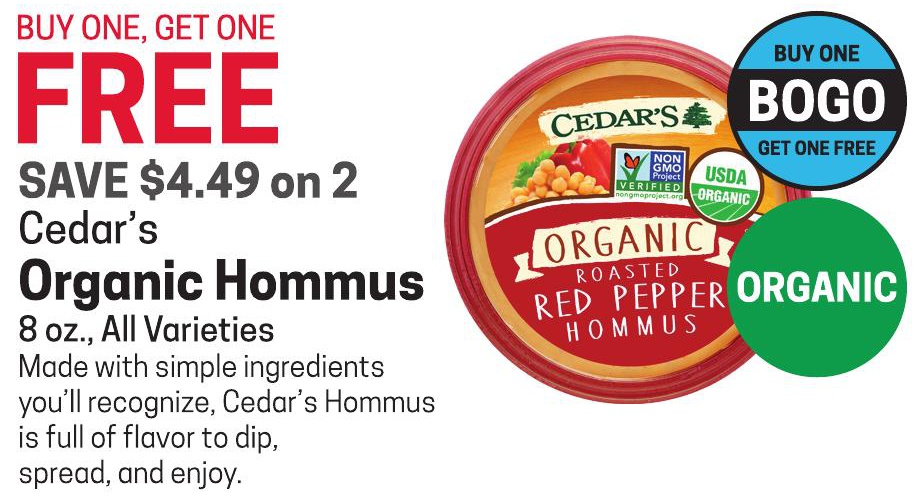 BUY ONE, GET ONE
FREE
SAVE $4.49 on 2
Cedar's
Organic Hommus
8 oz., All Varieties
Made with simple ingredients
you'll recognize, Cedar's Hommus
is full of flavor to dip,
spread, and enjoy.
CEDAR'S
NON
GMO
Project
VERIFIED
nongmoproject.org
USDA
ORGANIC
ORGANIC
ROASTED
RED PEPPER
HOMMUS
BUY ONE
BOGO
GET ONE FREE
ORGANIC